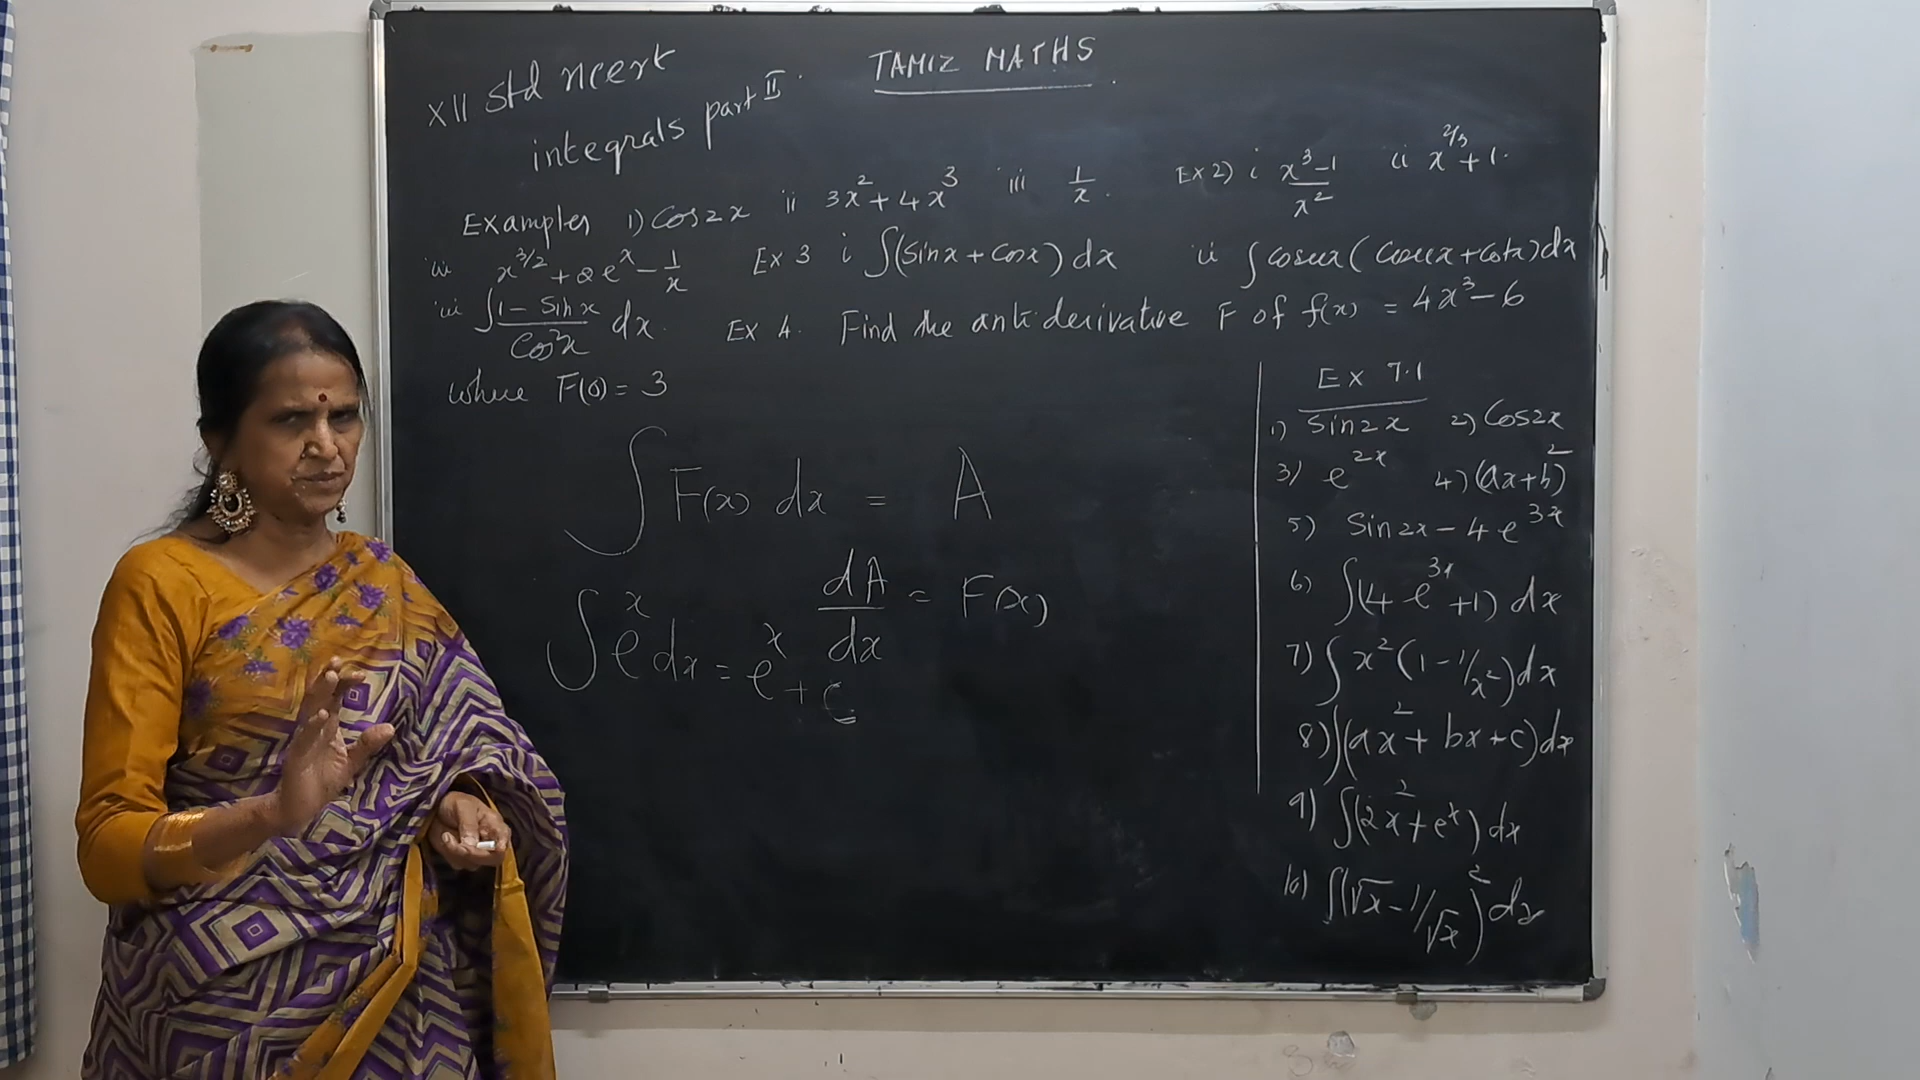 XII Std ncert
TAMIZ MATHS
integrals part II
Examples 1) Cos2x ii 3x² + 4x³ iii 1/x. Ex 2) i (x³-1)/x² ii x^(2/3) + 1.
iii x^(3/2) + 2e^x - 1/x Ex 3 i ∫(Sinx + Cosx) dx ii ∫ cosecx (cosecx + cotx) dx
iii ∫ (1 - Sinx)/Cos²x dx. Ex 4. Find the anti derivative F of f(x) = 4x³ - 6
where F(0) = 3
∫ F(x) dx = A
dA/dx = F(x)
∫ e^x dx = e^x + c
Ex 7.1
1) Sin2x 2) Cos2x
3) e^(2x) 4) (ax+b)²
5) Sin2x - 4e^(3x)
6) ∫(4e^(3x) + 1) dx
7) ∫ x²(1 - 1/x²) dx
8) ∫(ax² + bx + c) dx
9) ∫(2x² + e^x) dx
10) ∫(√x - 1/√x)² dx